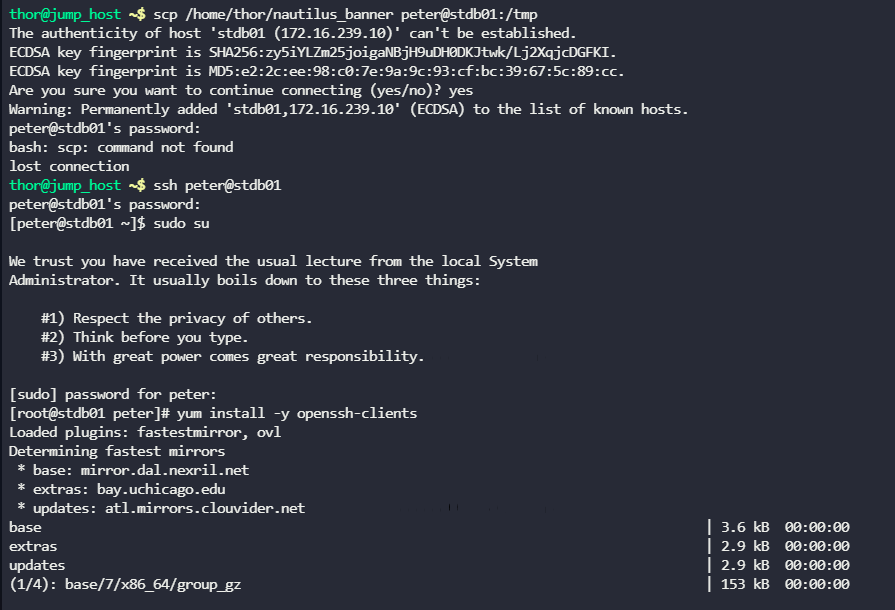 thor@jump_host ~$ scp /home/thor/nautilus_banner peter@stdb01:/tmp
The authenticity of host 'stdb01 (172.16.239.10)' can't be established.
ECDSA key fingerprint is SHA256:zy5iYLZm25joigaNBjH9uDH0DKJtwk/Lj2XqjcDGFKI.
ECDSA key fingerprint is MD5:e2:2c:ee:98:c0:7e:9a:9c:93:cf:bc:39:67:5c:89:cc.
Are you sure you want to continue connecting (yes/no)? yes
Warning: Permanently added 'stdb01,172.16.239.10' (ECDSA) to the list of known hosts.
peter@stdb01's password:
bash: scp: command not found
lost connection
thor@jump_host ~$ ssh peter@stdb01
peter@stdb01's password:
[peter@stdb01 ~]$ sudo su
We trust you have received the usual lecture from the local System
Administrator. It usually boils down to these three things:
#1) Respect the privacy of others.
#2) Think before you type.
#3) With great power comes great responsibility.
[sudo] password for peter:
[root@stdb01 peter]# yum install -y openssh-clients
Loaded plugins: fastestmirror, ovl
Determining fastest mirrors
* base: mirror.dal.nexril.net
* extras: bay.uchicago.edu
* updates: atl.mirrors.clouvider.net
base | 3.6 kB 00:00:00
extras | 2.9 kB 00:00:00
updates | 2.9 kB 00:00:00
(1/4): base/7/x86_64/group_gz | 153 kB 00:00:00